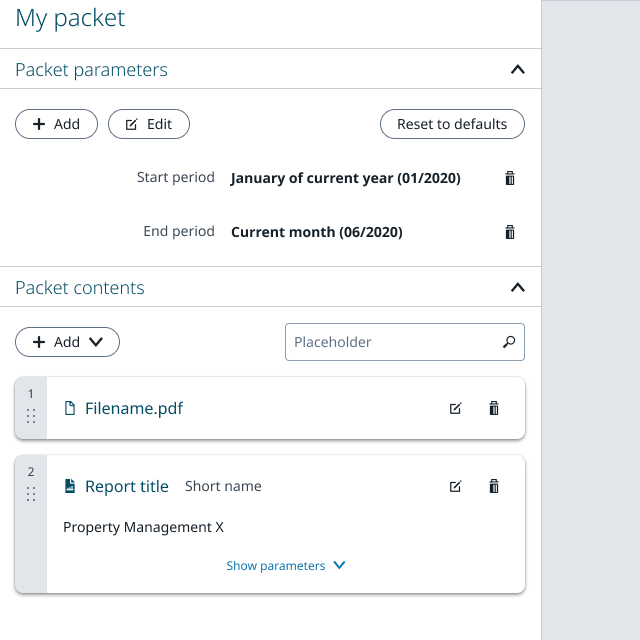 My packet
Packet parameters
Add
Edit
Reset to defaults
Start period January of current year (01/2020)
End period Current month (06/2020)
Packet contents
Add
Placeholder
1
Filename.pdf
2
Report title Short name
Property Management X
Show parameters